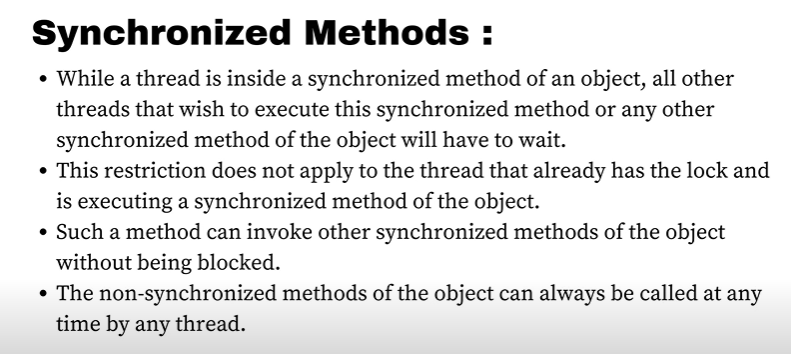 Synchronized Methods :
• While a thread is inside a synchronized method of an object, all other
threads that wish to execute this synchronized method or any other
synchronized method of the object will have to wait.
• This restriction does not apply to the thread that already has the lock and
is executing a synchronized method of the object.
• Such a method can invoke other synchronized methods of the object
without being blocked.
• The non-synchronized methods of the object can always be called at any
time by any thread.